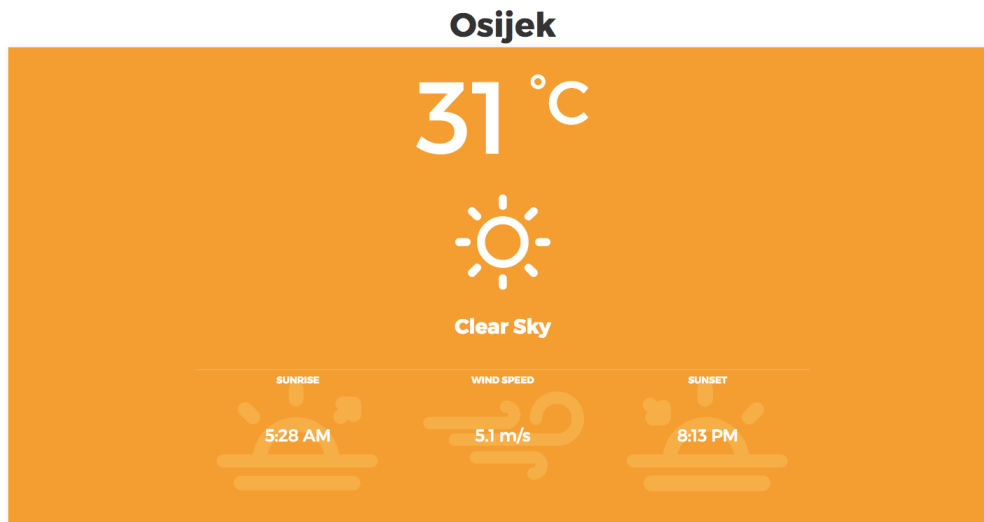 Osijek
31 °C
Clear Sky
SUNRISE
WIND SPEED
SUNSET
5:28 AM
5.1 m/s
8:13 PM